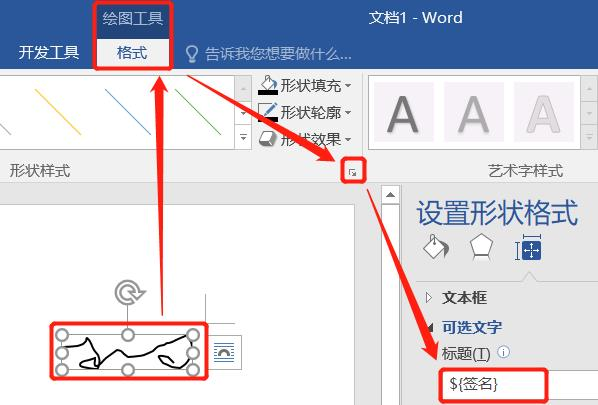 绘图工具
文档1 - Word
开发工具
格式
告诉我您想要做什么...
形状填充
形状轮廓
形状效果
A A A
形状样式
艺术字样式
设置形状格式
文本框
可选文字
标题(T)
${签名}